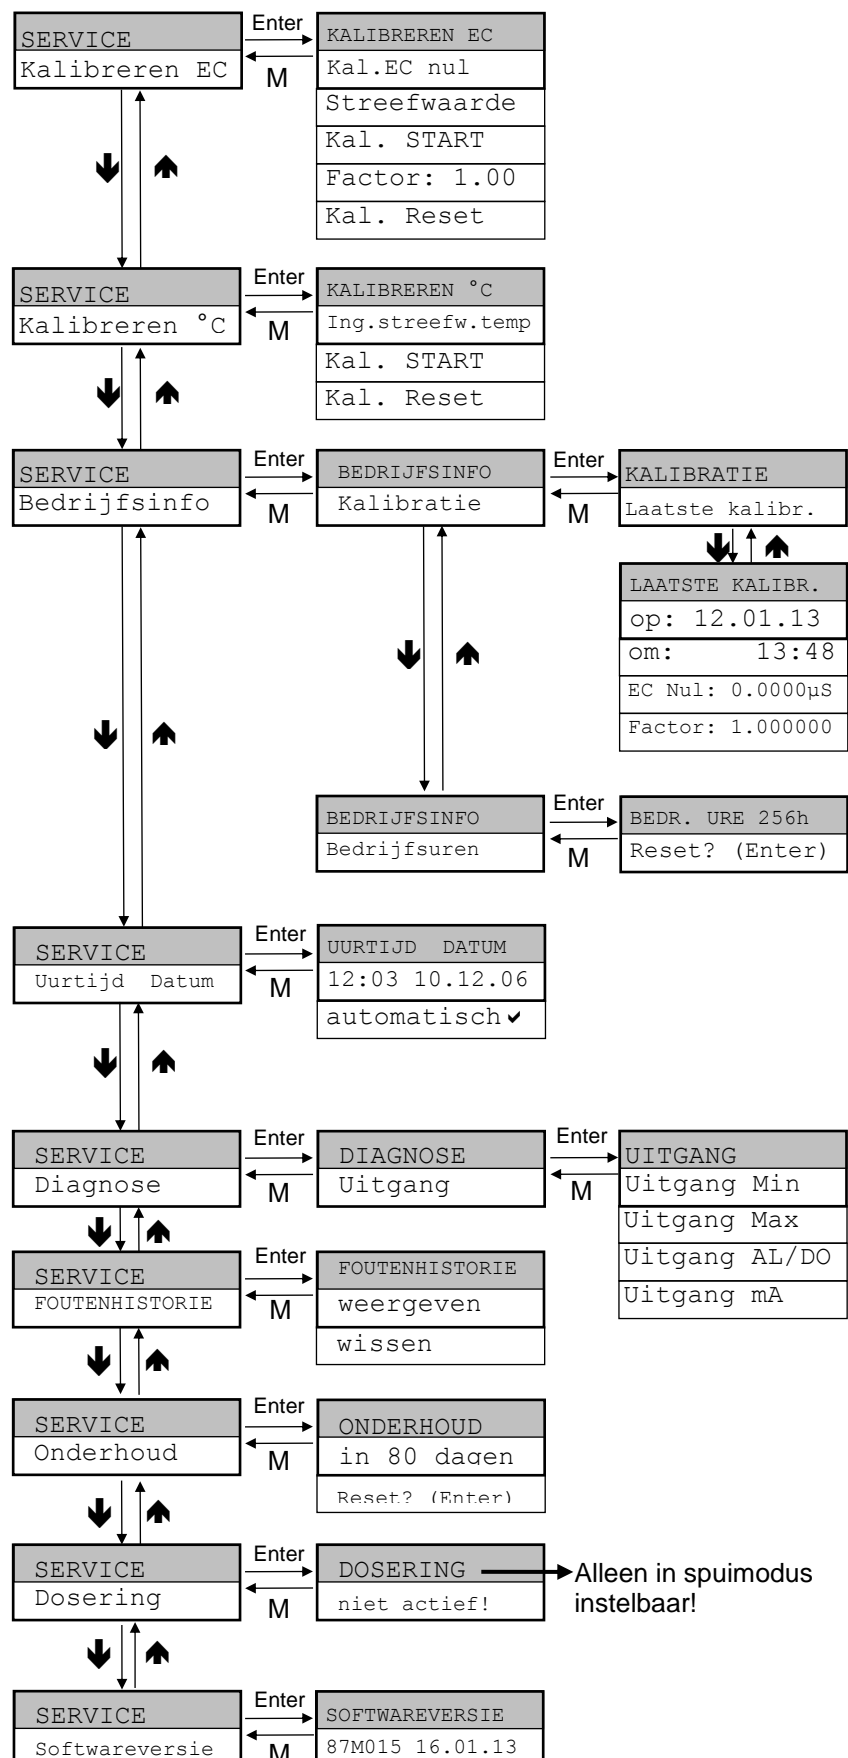 SERVICE
Kalibreren EC
Enter
M
KALIBREREN EC
Kal.EC nul
Streefwaarde
Kal. START
Factor: 1.00
Kal. Reset
SERVICE
Kalibreren °C
Enter
M
KALIBREREN °C
Ing.streefw.temp
Kal. START
Kal. Reset
SERVICE
Bedrijfsinfo
Enter
M
BEDRIJFSINFO
Kalibratie
Enter
M
KALIBRATIE
Laatste kalibr.
LAATSTE KALIBR.
op: 12.01.13
om: 13:48
EC Nul: 0.0000µS
Factor: 1.000000
BEDRIJFSINFO
Bedrijfsuren
Enter
M
BEDR. URE 256h
Reset? (Enter)
SERVICE
Uurtijd Datum
Enter
M
UURTIJD DATUM
12:03 10.12.06
automatisch✔
SERVICE
Diagnose
Enter
M
DIAGNOSE
Uitgang
Enter
M
UITGANG
Uitgang Min
Uitgang Max
Uitgang AL/DO
Uitgang mA
SERVICE
FOUTENHISTORIE
Enter
M
FOUTENHISTORIE
weergeven
wissen
SERVICE
Onderhoud
Enter
M
ONDERHOUD
in 80 dagen
Reset? (Enter)
SERVICE
Dosering
Enter
M
DOSERING
niet actief!
Alleen in spuimodus
instelbaar!
SERVICE
Softwareversie
Enter
M
SOFTWAREVERSIE
87M015 16.01.13